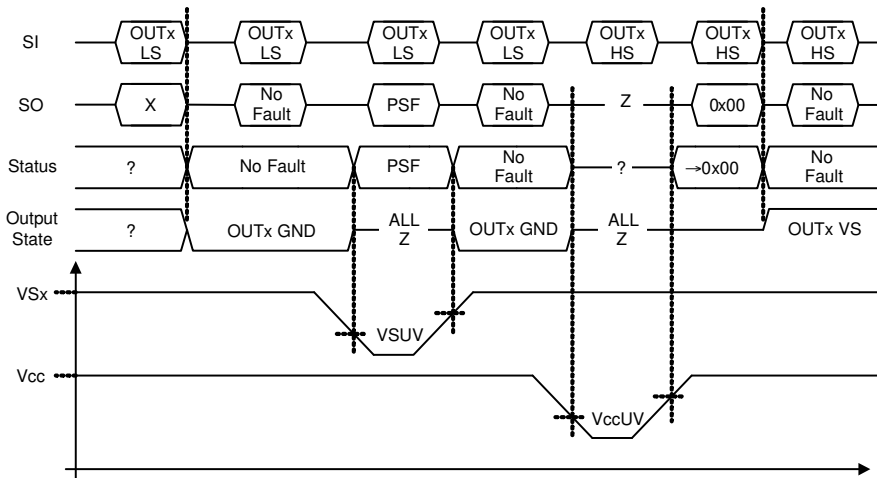 SI
OUTx
LS
OUTx
LS
OUTx
LS
OUTx
LS
OUTx
HS
OUTx
HS
OUTx
HS
SO
X
No
Fault
PSF
No
Fault
Z
0x00
No
Fault
Status
?
No Fault
PSF
No
Fault
?
→0x00
No
Fault
Output
State
?
OUTx GND
ALL
Z
OUTx GND
ALL
Z
OUTx VS
VSx
VSUV
Vcc
VccUV